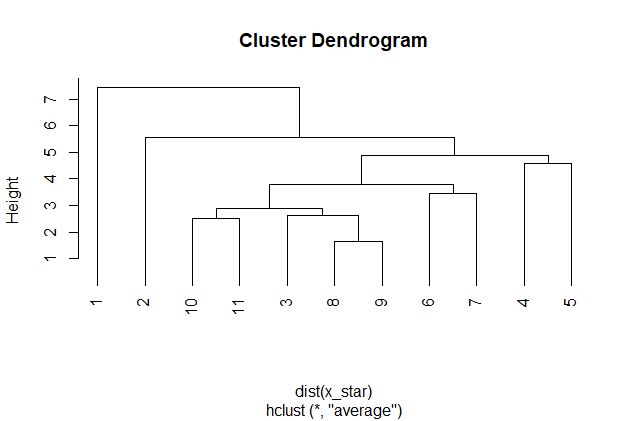 Cluster Dendrogram
Height
7
6
5
4
3
2
1
1 2 10 11 3 8 9 6 7 4 5
dist(x_star)
hclust (*, "average")